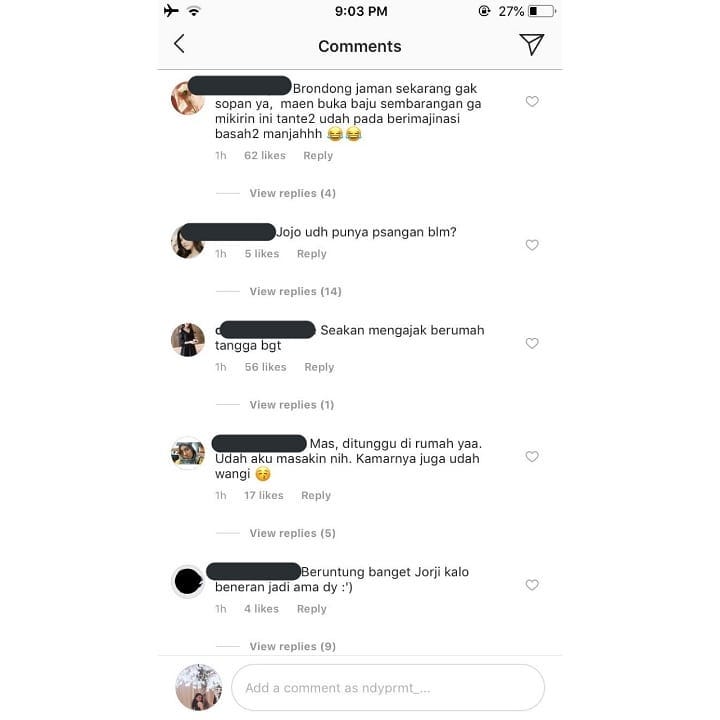 9:03 PM
27%
Comments
Brondong jaman sekarang gak
sopan ya, maen buka baju sembarangan ga
mikirin ini tante2 udah pada berimajinasi
basah2 manjahhh 😂😂
1h 62 likes Reply
View replies (4)
Jojo udh punya psangan blm?
1h 5 likes Reply
View replies (14)
Seakan mengajak berumah
tangga bgt
1h 56 likes Reply
View replies (1)
Mas, ditunggu di rumah yaa.
Udah aku masakin nih. Kamarnya juga udah
wangi 😚
1h 17 likes Reply
View replies (5)
Beruntung banget Jorji kalo
beneran jadi ama dy :')
1h 4 likes Reply
View replies (9)
Add a comment as ndyprmt_...